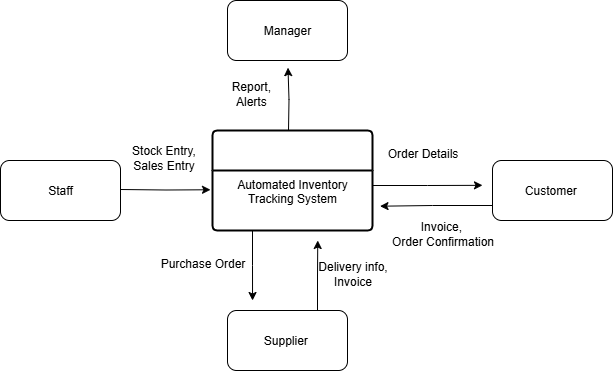 Manager
Report,
Alerts
Stock Entry,
Sales Entry
Order Details
Staff
Automated Inventory
Tracking System
Customer
Invoice,
Order Confirmation
Purchase Order
Delivery info,
Invoice
Supplier